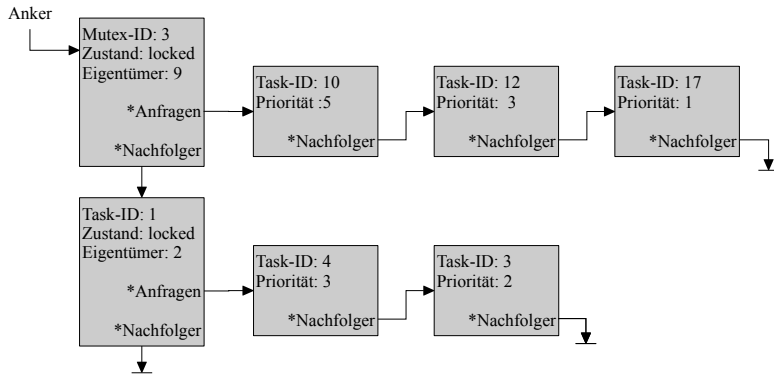 Anker
Mutex-ID: 3
Zustand: locked
Eigentümer: 9
*Anfragen
*Nachfolger
Task-ID: 10
Priorität :5
*Nachfolger
Task-ID: 12
Priorität: 3
*Nachfolger
Task-ID: 17
Priorität: 1
*Nachfolger
Task-ID: 1
Zustand: locked
Eigentümer: 2
*Anfragen
*Nachfolger
Task-ID: 4
Priorität: 3
*Nachfolger
Task-ID: 3
Priorität: 2
*Nachfolger